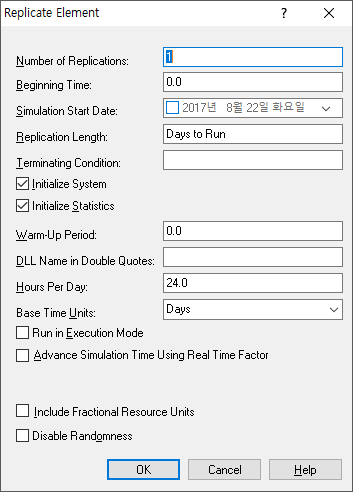 Replicate Element ? ×
Number of Replications: 1
Beginning Time: 0.0
Simulation Start Date: 2017년 8월 22일 화요일
Replication Length: Days to Run
Terminating Condition:
Initialize System
Initialize Statistics
Warm-Up Period: 0.0
DLL Name in Double Quotes:
Hours Per Day: 24.0
Base Time Units: Days
Run in Execution Mode
Advance Simulation Time Using Real Time Factor
Include Fractional Resource Units
Disable Randomness
OK Cancel Help